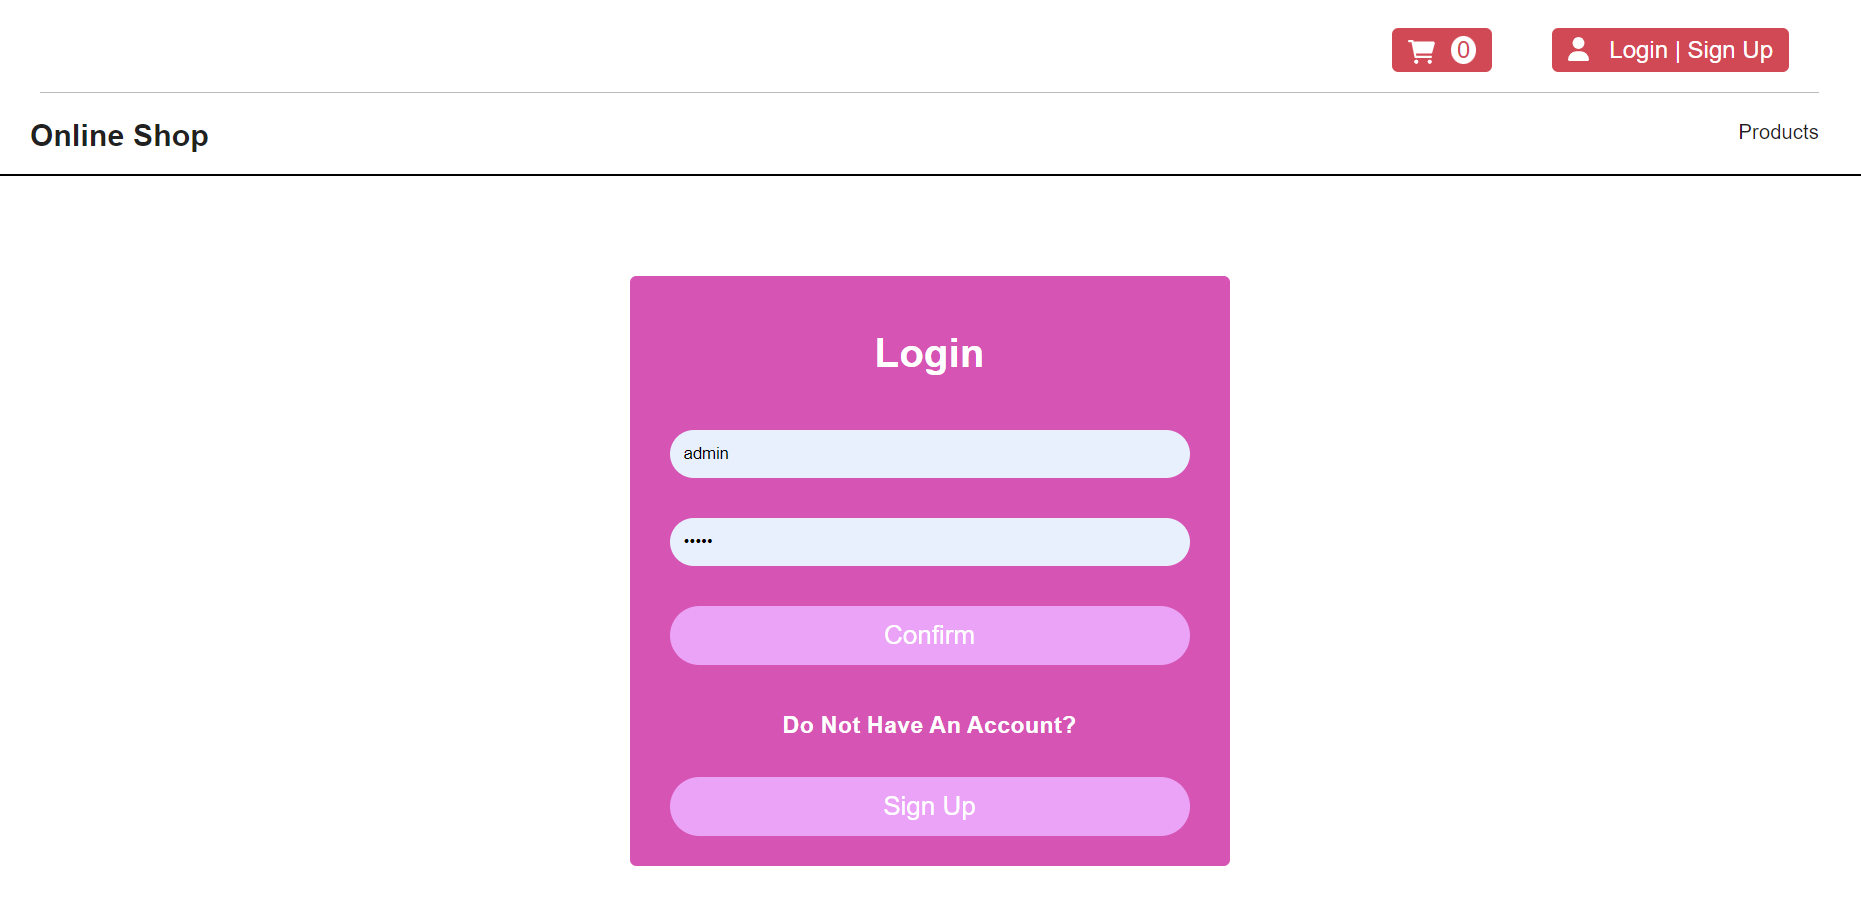 0
Login | Sign Up
Online Shop
Products
Login
admin
•••••
Confirm
Do Not Have An Account?
Sign Up